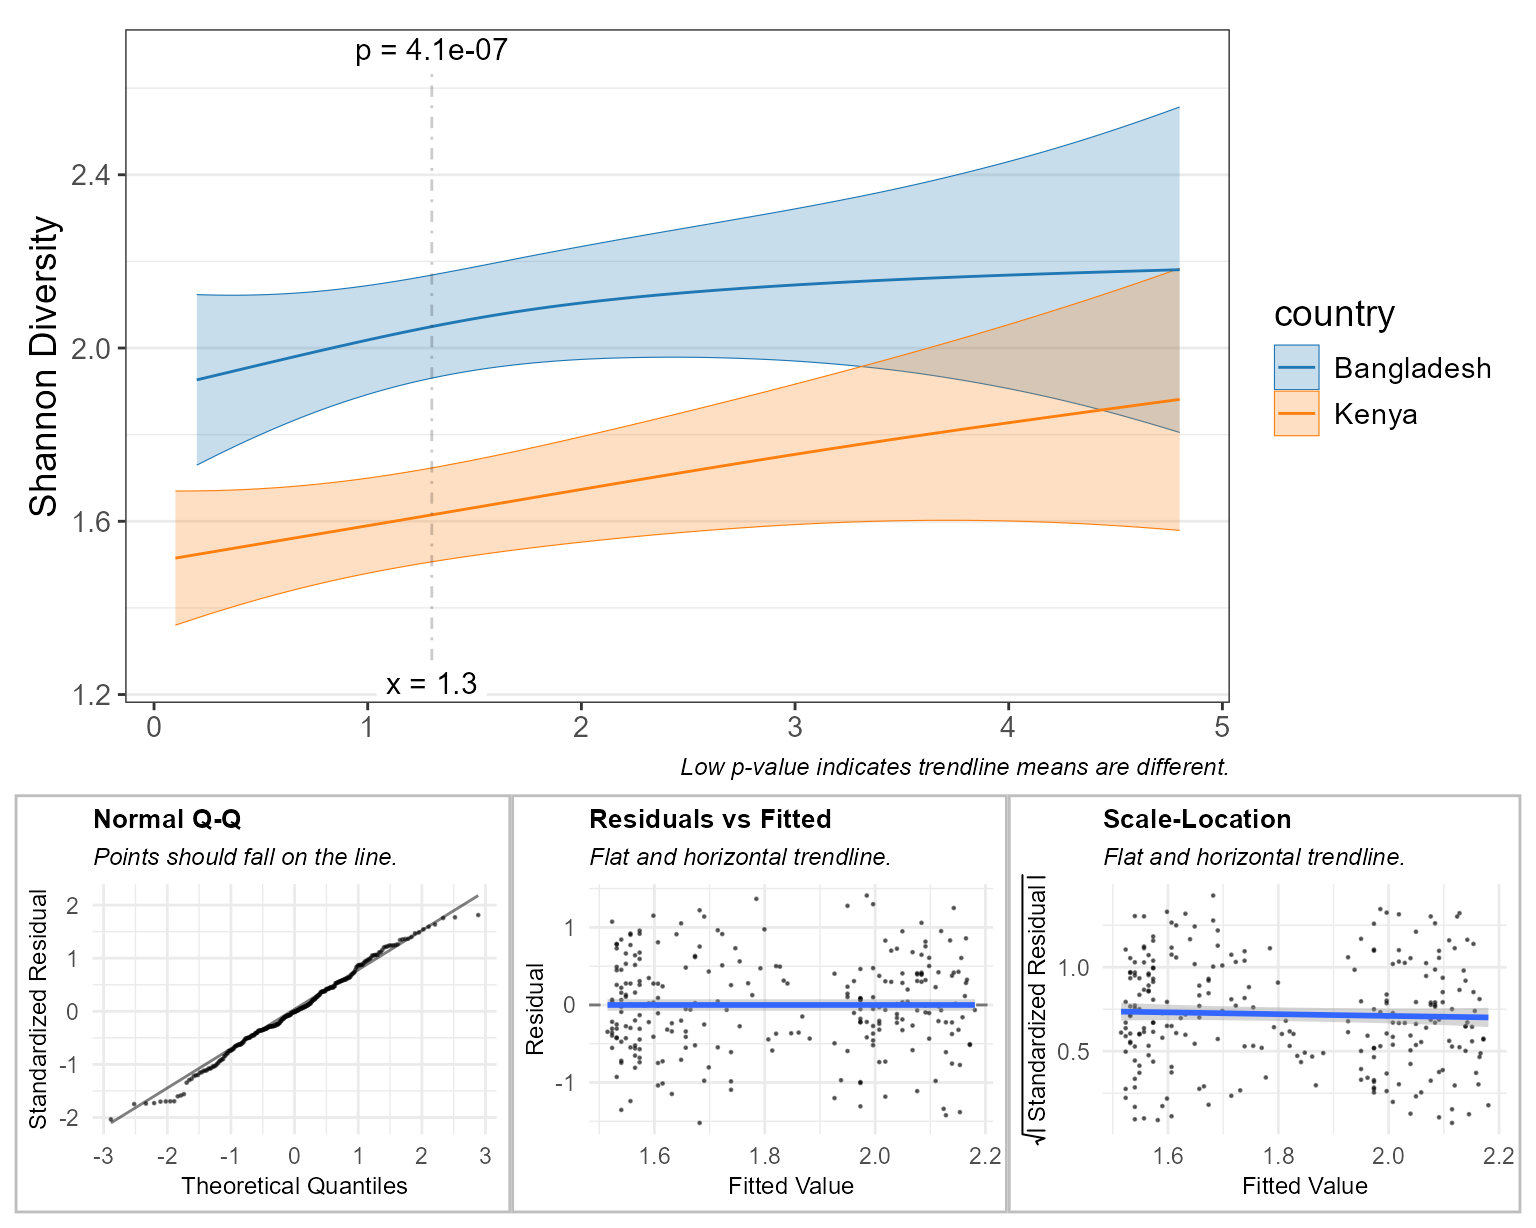 p = 4.1e-07
Shannon Diversity
2.4
2.0
1.6
1.2
x = 1.3
0 1 2 3 4 5
Low p-value indicates trendline means are different.
country
Bangladesh
Kenya
Normal Q-Q
Points should fall on the line.
Standardized Residual
2
1
0
-1
-2
-3 -2 -1 0 1 2 3
Theoretical Quantiles
Residuals vs Fitted
Flat and horizontal trendline.
Residual
1
0
-1
1.6 1.8 2.0 2.2
Fitted Value
Scale-Location
Flat and horizontal trendline.
√| Standardized Residual |
1.0
0.5
1.6 1.8 2.0 2.2
Fitted Value